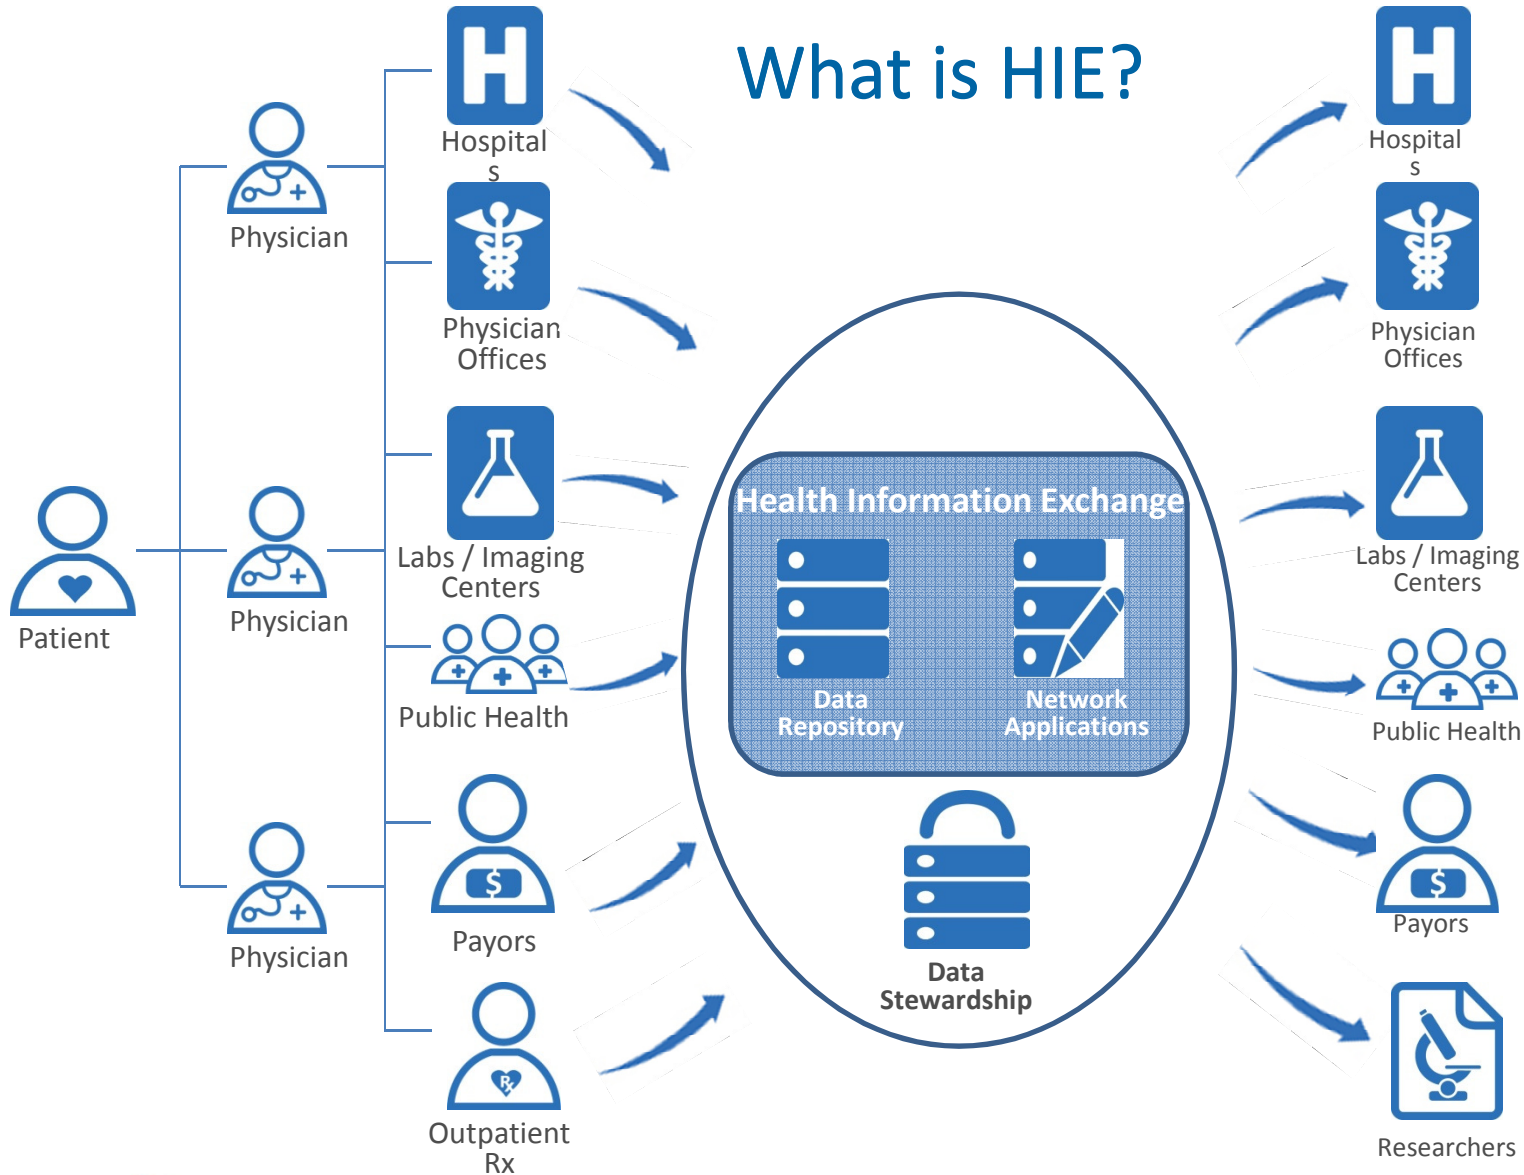 What is HIE?
H
Hospital
s
Physician
Physician
Offices
Labs / Imaging
Centers
Patient
Physician
Public Health
$
Payors
Physician
Rx
Outpatient
Rx
Health Information Exchange
Data
Repository
Network
Applications
Data
Stewardship
H
Hospital
s
Physician
Offices
Labs / Imaging
Centers
Public Health
$
Payors
Researchers